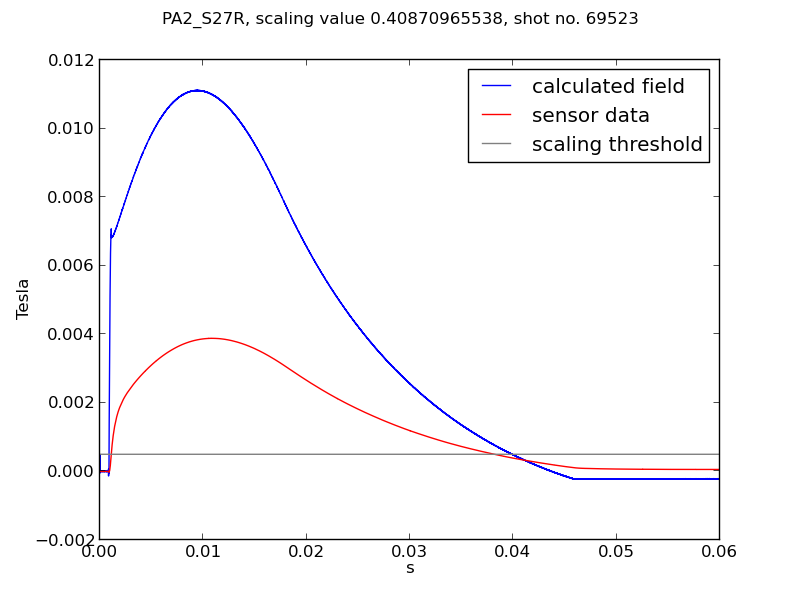 PA2_S27R, scaling value 0.40870965538, shot no. 69523
0.012
calculated field
sensor data
scaling threshold
0.010
0.008
0.006
Tesla
0.004
0.002
0.000
−0.002
0.00 0.01 0.02 0.03 0.04 0.05 0.06
s